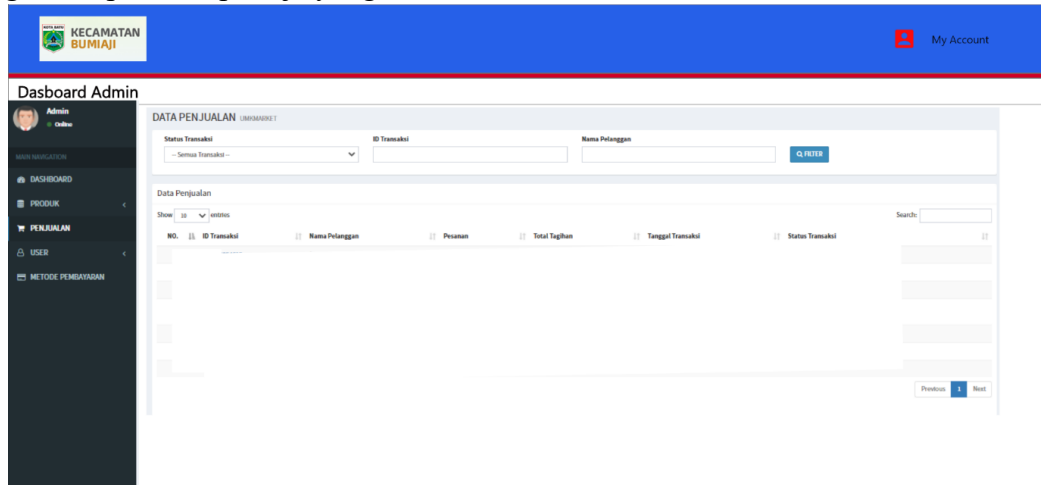 KOTA BATU
KECAMATAN
BUMIAJI
My Account
Dasboard Admin
Admin
Online
MAIN NAVIGATION
DASHBOARD
PRODUK
PENJUALAN
USER
METODE PEMBAYARAN
DATA PENJUALAN UMKMARKET
Status Transaksi ID Transaksi Nama Pelanggan
-- Semua Transaksi -- FILTER
Data Penjualan
Show 10 entries Search:
NO. ID Transaksi Nama Pelanggan Pesanan Total Tagihan Tanggal Transaksi Status Transaksi
Previous 1 Next